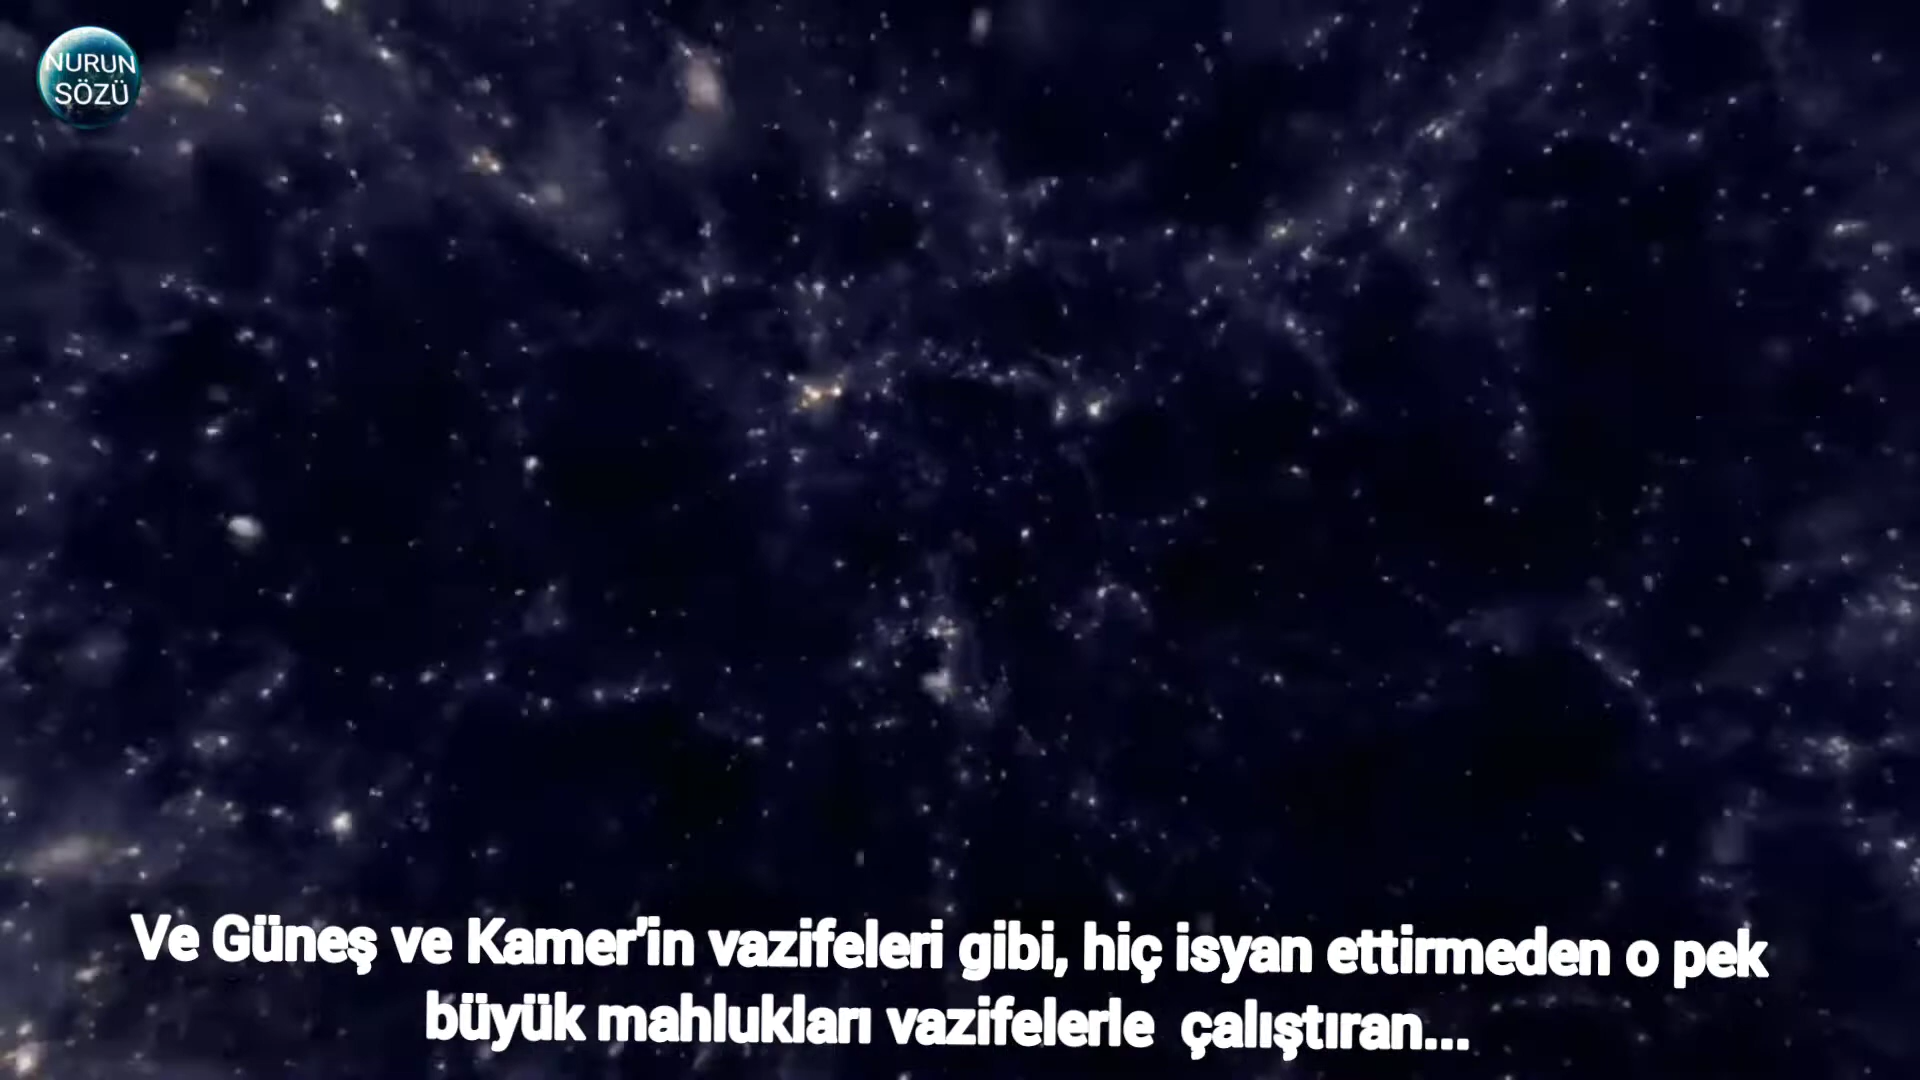 NURUN
SÖZÜ
Ve Güneş ve Kamer'in vazifeleri gibi, hiç isyan ettirmeden o pek
büyük mahlukları vazifelerle çalıştıran...